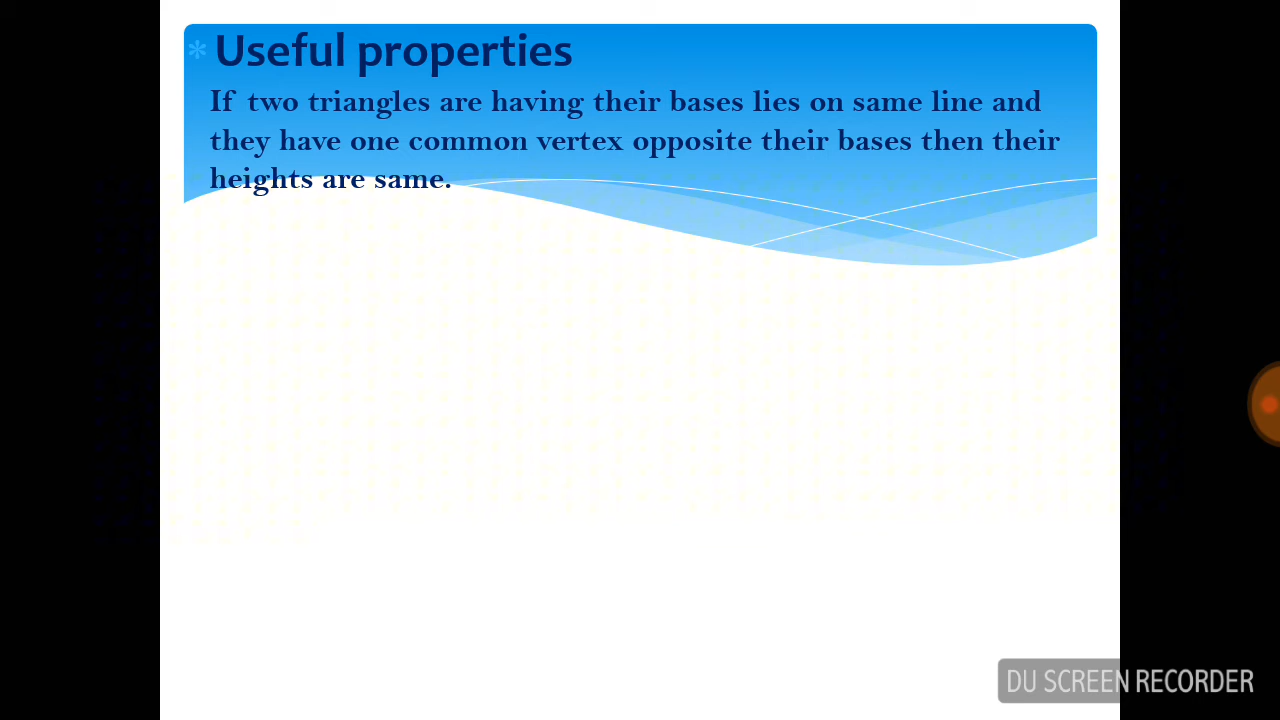 * Useful properties
If two triangles are having their bases lies on same line and
they have one common vertex opposite their bases then their
heights are same.
DU SCREEN RECORDER